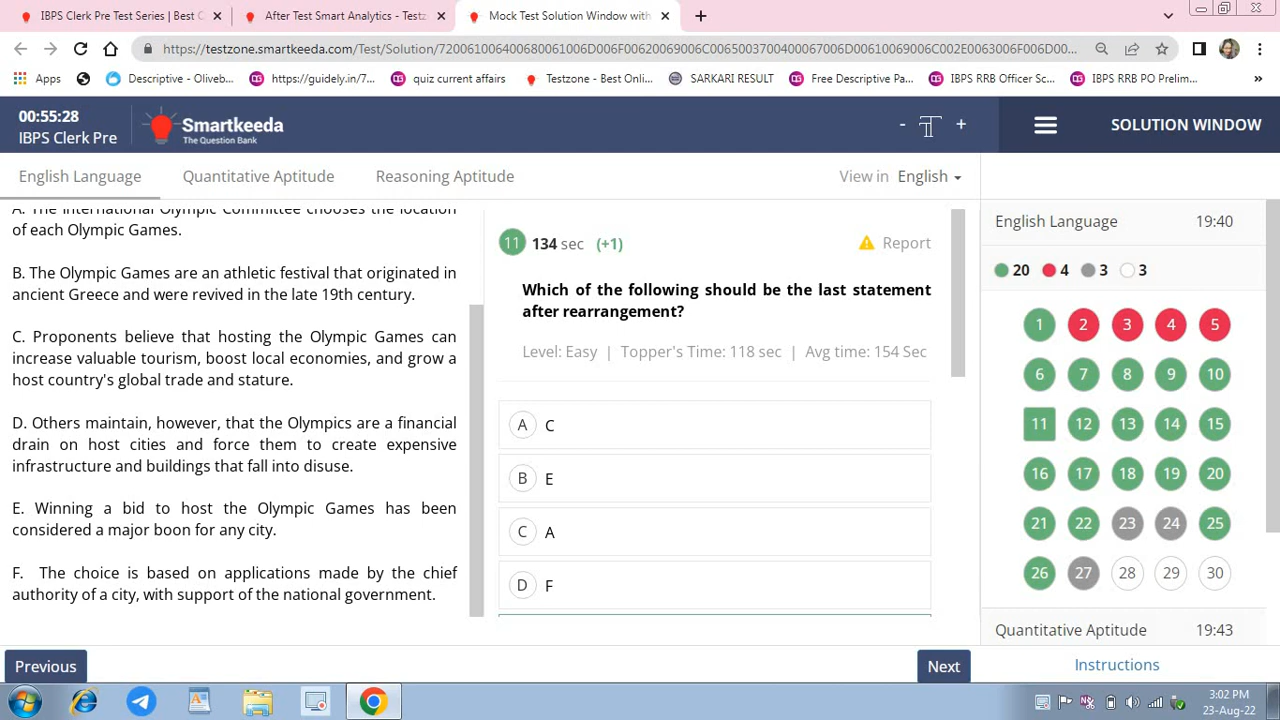 IBPS Clerk Pre Test Series | Best C
After Test Smart Analytics - Testz
Mock Test Solution Window with
Apps
Descriptive - Oliveb...
https://guidely.in/7...
quiz current affairs
Testzone - Best Onli...
SARKARI RESULT
Free Descriptive Pa...
IBPS RRB Officer Sc...
IBPS RRB PO Prelim...
»
00:55:28
IBPS Clerk Pre
Smartkeeda
The Question Bank
- T +
SOLUTION WINDOW
English Language
Quantitative Aptitude
Reasoning Aptitude
View in English
A. The International Olympic Committee chooses the location
of each Olympic Games.
B. The Olympic Games are an athletic festival that originated in
ancient Greece and were revived in the late 19th century.
C. Proponents believe that hosting the Olympic Games can
increase valuable tourism, boost local economies, and grow a
host country's global trade and stature.
D. Others maintain, however, that the Olympics are a financial
drain on host cities and force them to create expensive
infrastructure and buildings that fall into disuse.
E. Winning a bid to host the Olympic Games has been
considered a major boon for any city.
F. The choice is based on applications made by the chief
authority of a city, with support of the national government.
11 134 sec (+1)
Report
Which of the following should be the last statement
after rearrangement?
Level: Easy | Topper's Time: 118 sec | Avg time: 154 Sec
A C
B E
C A
D F
English Language 19:40
20 4 3 3
1 2 3 4 5
6 7 8 9 10
11 12 13 14 15
16 17 18 19 20
21 22 23 24 25
26 27 28 29 30
Quantitative Aptitude 19:43
Previous
Next
Instructions
3:02 PM
23-Aug-22